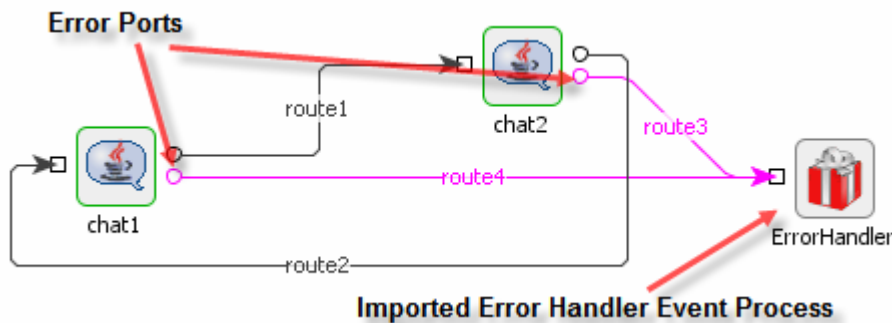 Error Ports
route1
chat2
route3
chat1
route4
ErrorHandler
route2
Imported Error Handler Event Process